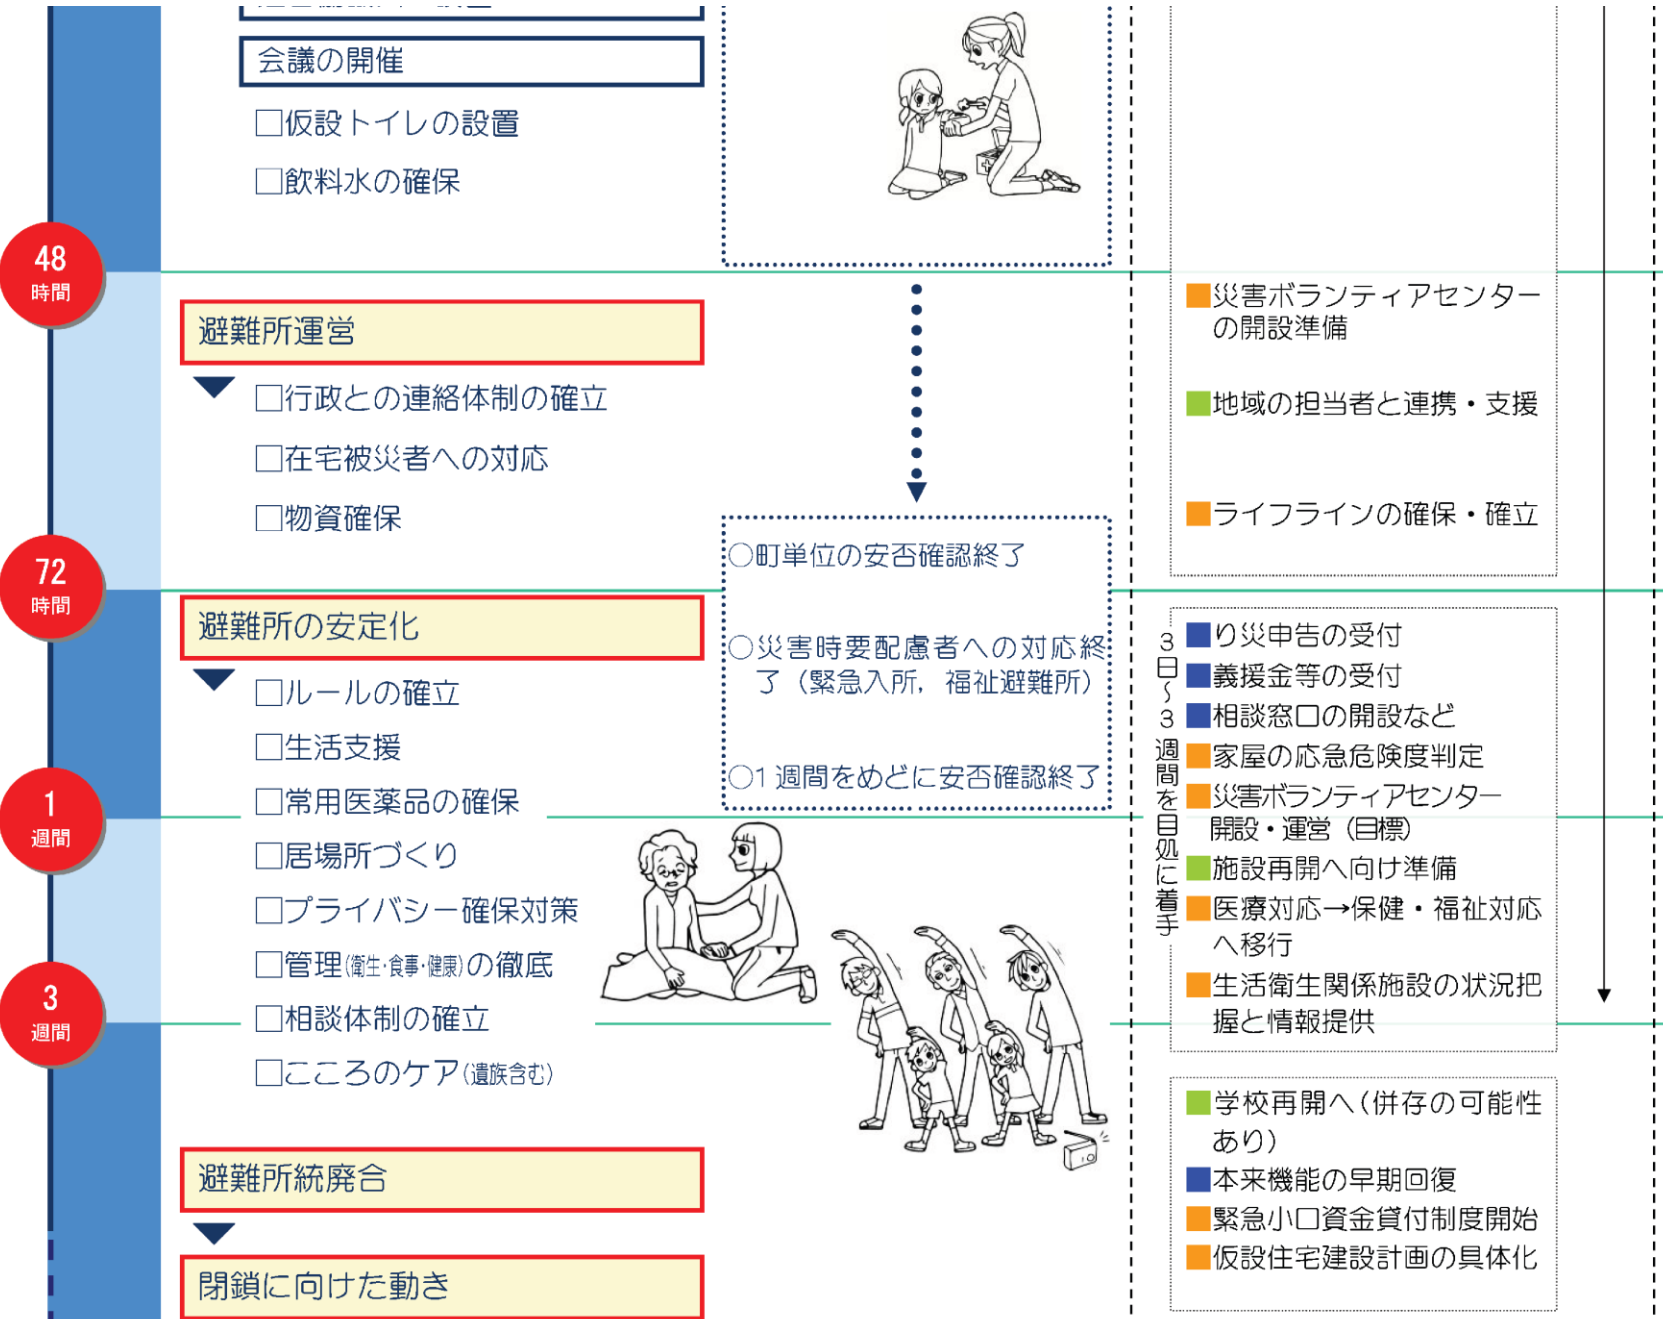 会議の開催
□仮設トイレの設置
□飲料水の確保
48
時間
避難所運営
□行政との連絡体制の確立
□在宅被災者への対応
□物資確保
72
時間
避難所の安定化
□ルールの確立
□生活支援
□常用医薬品の確保
1
週間
□居場所づくり
□プライバシー確保対策
□管理(衛生・食事・健康)の徹底
3
週間
□相談体制の確立
□こころのケア(遺族含む)
避難所統廃合
閉鎖に向けた動き
○町単位の安否確認終了
○災害時要配慮者への対応終
了（緊急入所，福祉避難所）
○1週間をめどに安否確認終了
■災害ボランティアセンター
の開設準備
■地域の担当者と連携・支援
■ライフラインの確保・確立
3日～3週間を目処に着手
■り災申告の受付
■義援金等の受付
■相談窓口の開設など
■家屋の応急危険度判定
■災害ボランティアセンター
開設・運営（目標）
■施設再開へ向け準備
■医療対応→保健・福祉対応
へ移行
■生活衛生関係施設の状況把
握と情報提供
■学校再開へ(併存の可能性
あり)
■本来機能の早期回復
■緊急小口資金貸付制度開始
■仮設住宅建設計画の具体化